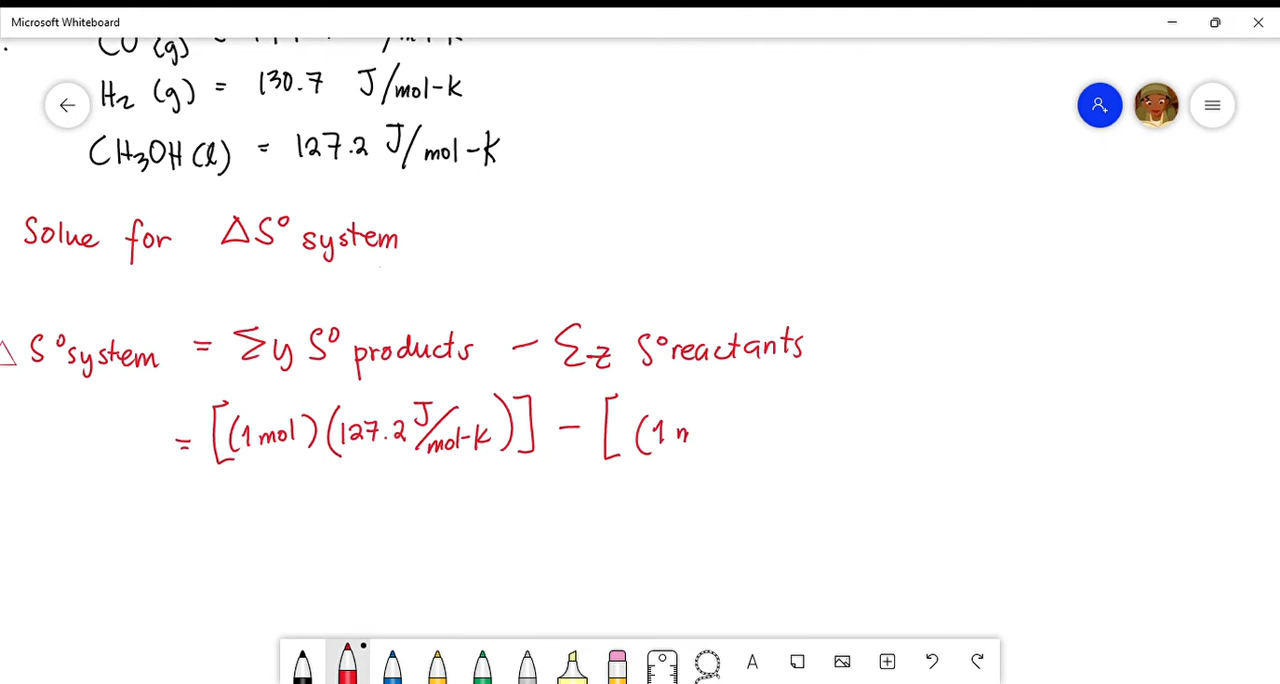 Microsoft Whiteboard
CO (g)
H2 (g) = 130.7 J/mol-K
CH3OH (l) = 127.2 J/mol-K
Solve for ΔS° system
Δ S°system = Σy S° products - Σz S° reactants
= [(1 mol)(127.2 J/mol-K)] - [ (1 m
A